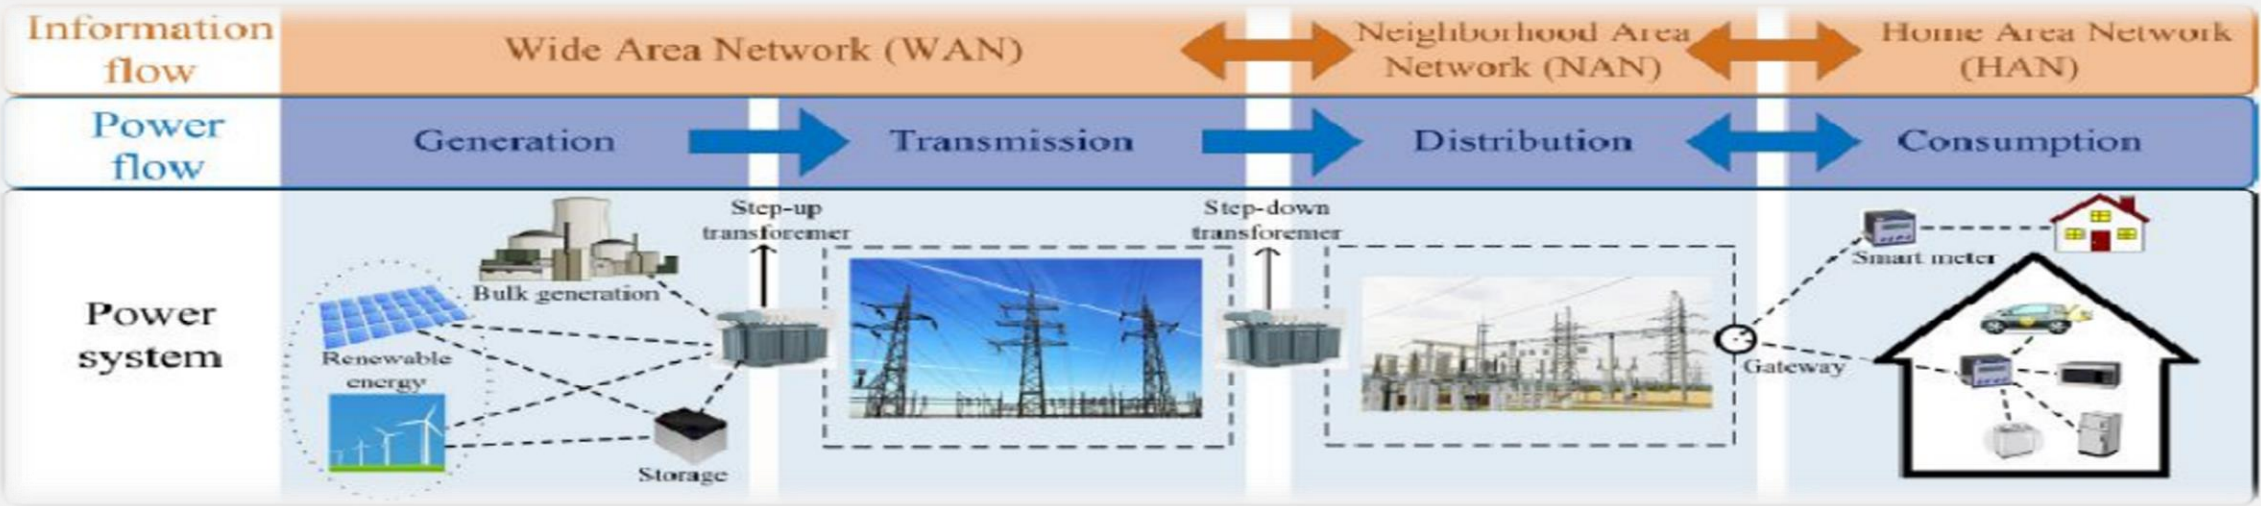 Information
flow
Wide Area Network (WAN)
Neighborhood Area
Network (NAN)
Home Area Network
(HAN)
Power
flow
Generation
Transmission
Distribution
Consumption
Power
system
Bulk generation
Renewable
energy
Storage
Step-up
transforemer
Step-down
transforemer
Gateway
Smart meter